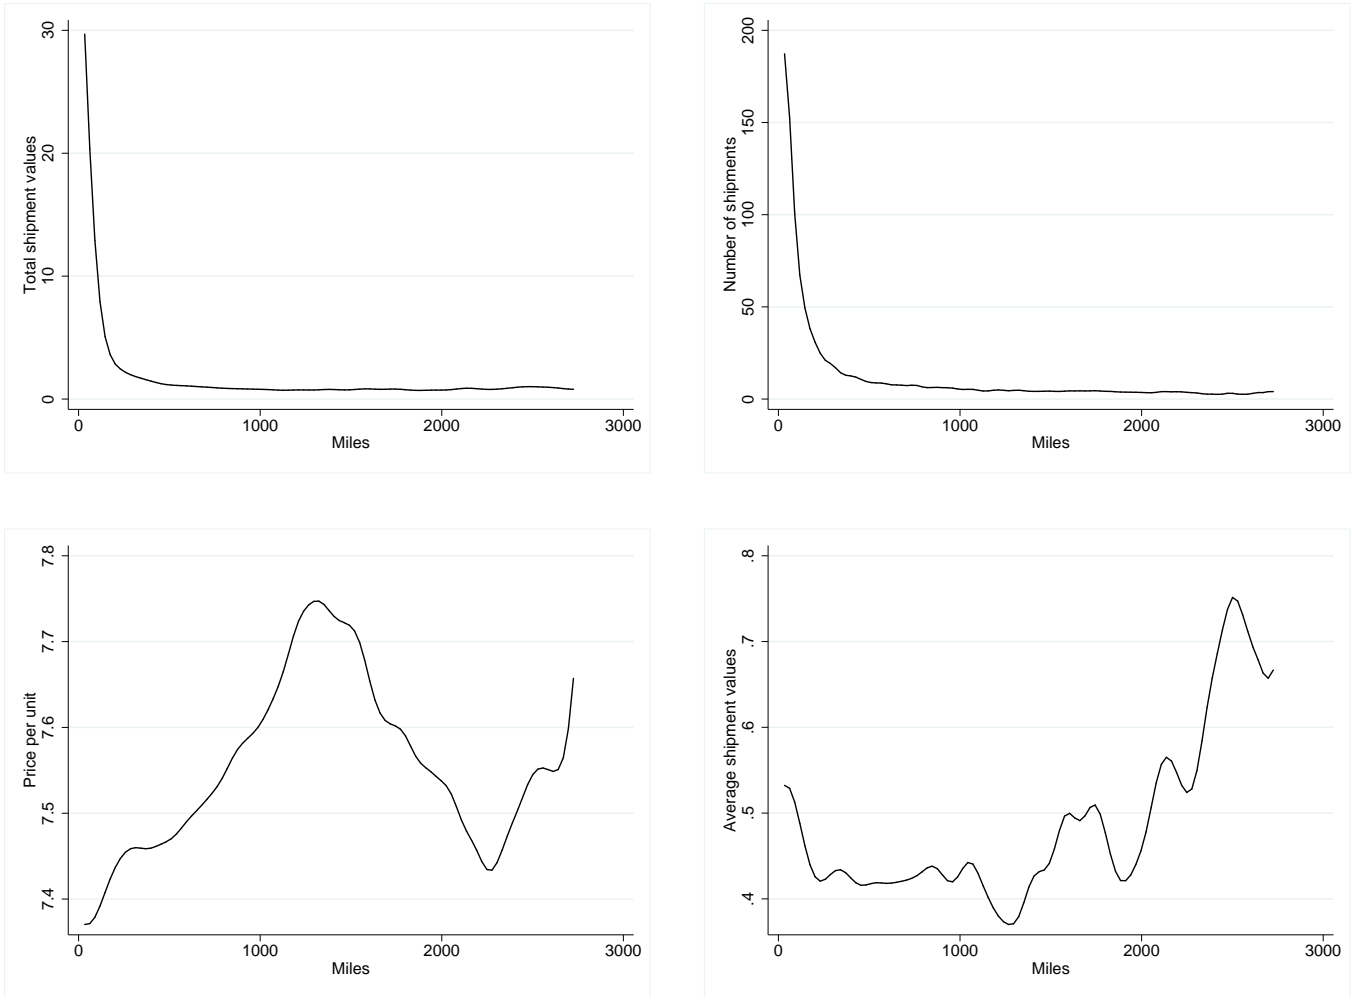 Total shipment values
30
20
10
0
0 1000 2000 3000
Miles
Number of shipments
200
150
100
50
0
0 1000 2000 3000
Miles
Price per unit
7.8
7.7
7.6
7.5
7.4
0 1000 2000 3000
Miles
Average shipment values
.8
.7
.6
.5
.4
0 1000 2000 3000
Miles